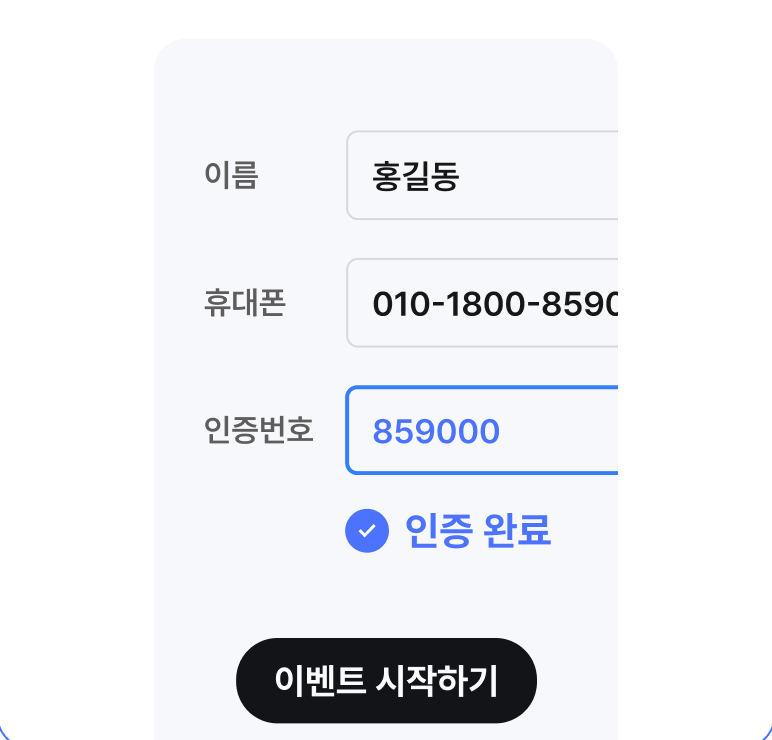 이름
홍길동
휴대폰
010-1800-8590
인증번호
859000
인증 완료
이벤트 시작하기